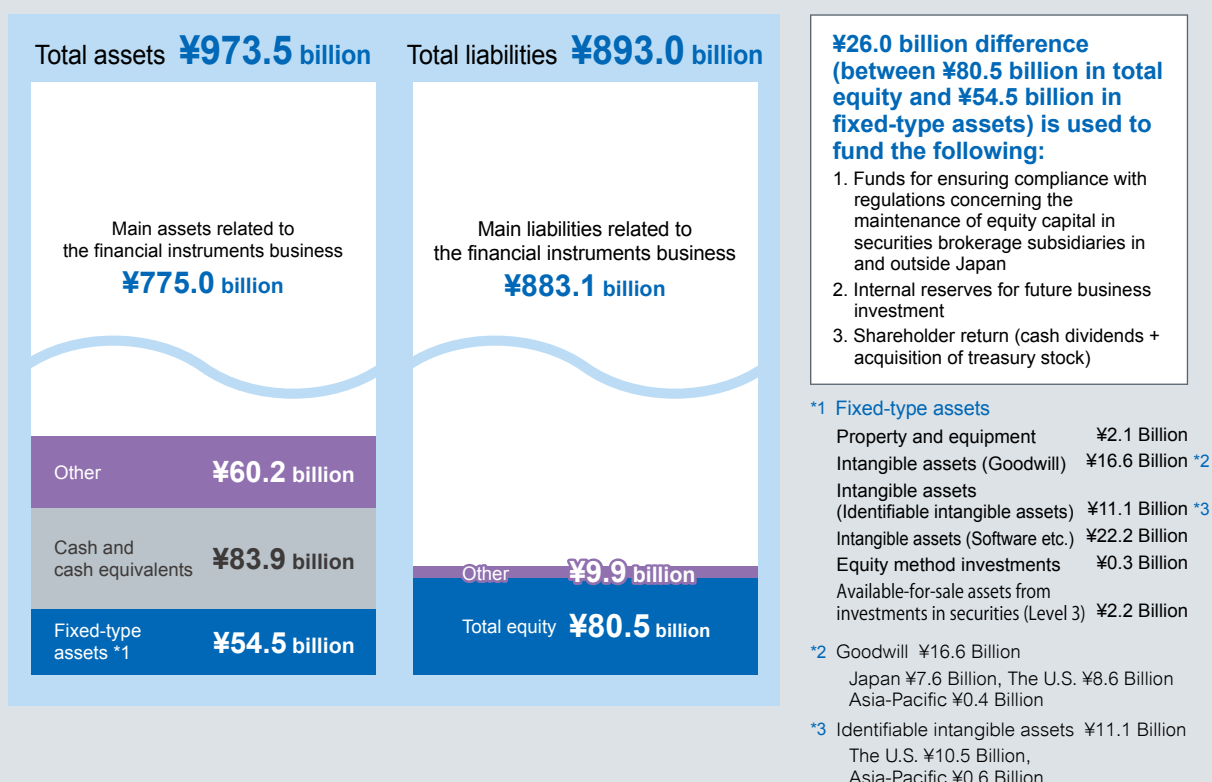 Total assets ¥973.5 billion
Main assets related to
the financial instruments business
¥775.0 billion
Other ¥60.2 billion
Cash and
cash equivalents ¥83.9 billion
Fixed-type
assets *1 ¥54.5 billion
Total liabilities ¥893.0 billion
Main liabilities related to
the financial instruments business
¥883.1 billion
Other ¥9.9 billion
Total equity ¥80.5 billion
¥26.0 billion difference
(between ¥80.5 billion in total
equity and ¥54.5 billion in
fixed-type assets) is used to
fund the following:
1. Funds for ensuring compliance with
regulations concerning the
maintenance of equity capital in
securities brokerage subsidiaries in
and outside Japan
2. Internal reserves for future business
investment
3. Shareholder return (cash dividends +
acquisition of treasury stock)
*1 Fixed-type assets
Property and equipment ¥2.1 Billion
Intangible assets (Goodwill) ¥16.6 Billion *2
Intangible assets
(Identifiable intangible assets) ¥11.1 Billion *3
Intangible assets (Software etc.) ¥22.2 Billion
Equity method investments ¥0.3 Billion
Available-for-sale assets from
investments in securities (Level 3) ¥2.2 Billion
*2 Goodwill ¥16.6 Billion
Japan ¥7.6 Billion, The U.S. ¥8.6 Billion
Asia-Pacific ¥0.4 Billion
*3 Identifiable intangible assets ¥11.1 Billion
The U.S. ¥10.5 Billion,
Asia-Pacific ¥0.6 Billion